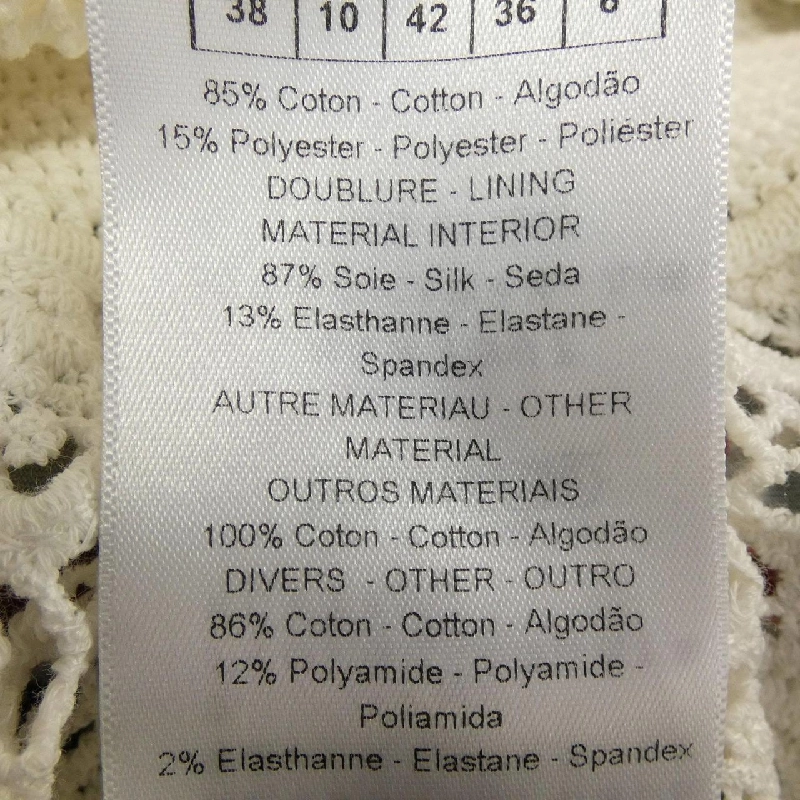 38 10 42 36 6
85% Coton - Cotton - Algodão
15% Polyester - Polyester - Poliéster
DOUBLURE - LINING
MATERIAL INTERIOR
87% Soie - Silk - Seda
13% Elasthanne - Elastane -
Spandex
AUTRE MATERIAU - OTHER
MATERIAL
OUTROS MATERIAIS
100% Coton - Cotton - Algodão
DIVERS - OTHER - OUTRO
86% Coton - Cotton - Algodão
12% Polyamide - Polyamide -
Poliamida
2% Elasthanne - Elastane - Spandex